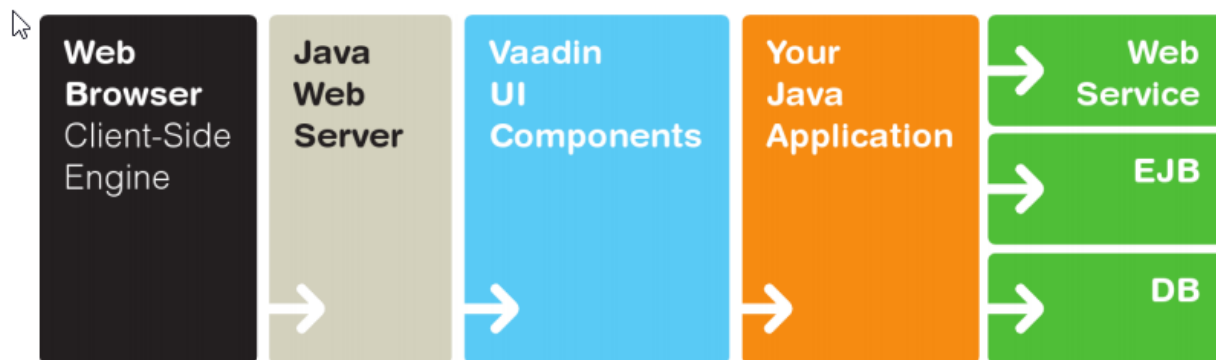 Web
Browser
Client-Side
Engine
Java
Web
Server
Vaadin
UI
Components
Your
Java
Application
Web
Service
EJB
DB